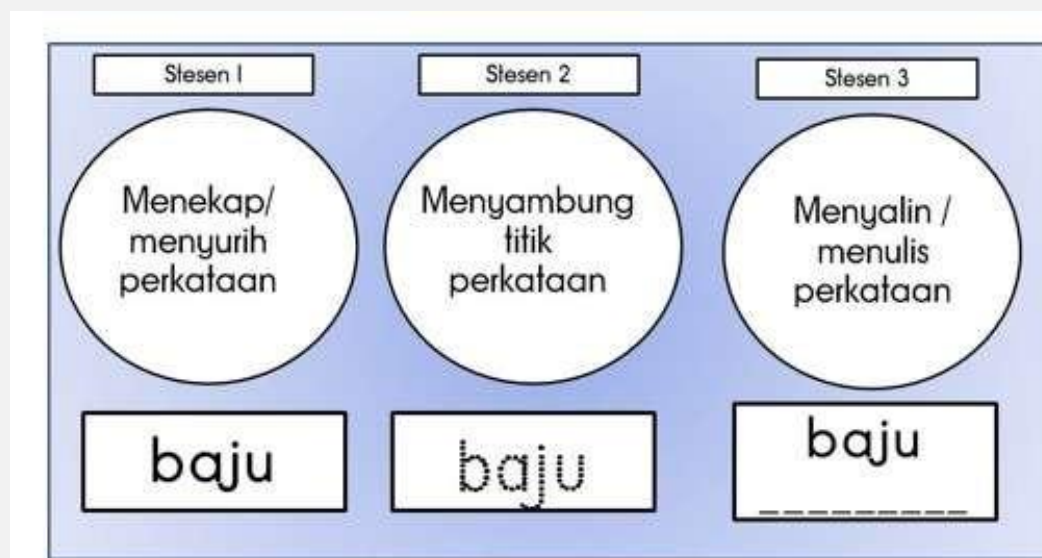 Stesen 1
Menekap/
menyurih
perkataan
baju
Stesen 2
Menyambung
titik
perkataan
baju
Stesen 3
Menyalin /
menulis
perkataan
baju
_ _ _ _ _ _ _ _ _